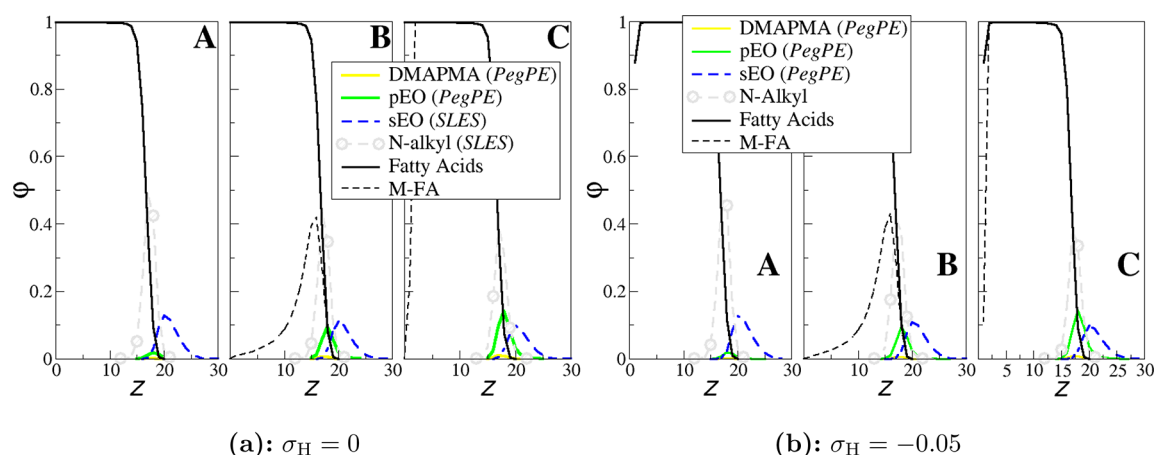 A
B
C
DMAPMA (PegPE)
pEO (PegPE)
sEO (SLES)
N-alkyl (SLES)
Fatty Acids
M-FA
1
0.8
0.6
0.4
0.2
0
φ
0 10 20 30
10 20 30
10 20 30
z
z
z
(a): σH = 0
DMAPMA (PegPE)
pEO (PegPE)
sEO (PegPE)
N-Alkyl
Fatty Acids
M-FA
A
B
C
1
0.8
0.6
0.4
0.2
0
φ
0 10 20 30
10 20 30
5 10 15 20 25 30
z
z
z
(b): σH = −0.05